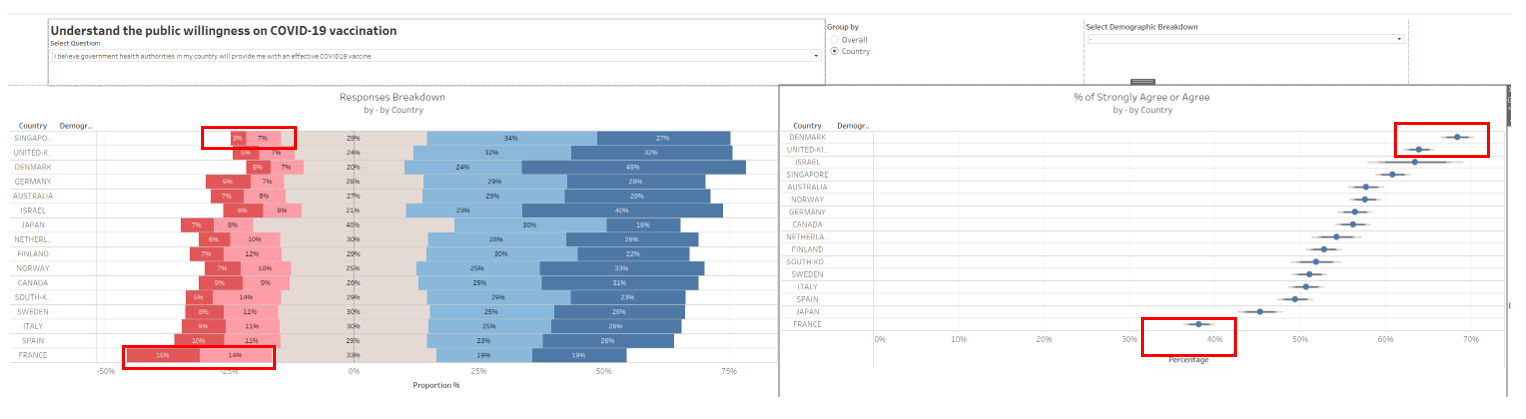 Understand the public willingness on COVID-19 vaccination
Select Question:
I believe government health authorities in my country will provide me with an effective COVID19 vaccine
Group by
Overall
Country
Select Demographic Breakdown
-
Responses Breakdown
by - by Country
Country Demogr..
SINGAPO.. 3% 7% 29% 34% 27%
UNITED-K.. 5% 7% 24% 32% 32%
DENMARK 5% 7% 20% 24% 45%
GERMANY 9% 7% 28% 29% 28%
AUSTRALIA 7% 8% 27% 29% 29%
ISRAEL 8% 8% 21% 23% 40%
JAPAN 7% 8% 40% 30% 15%
NETHERL.. 6% 10% 30% 28% 26%
FINLAND 7% 12% 29% 30% 22%
NORWAY 7% 10% 25% 25% 33%
CANADA 9% 9% 26% 25% 31%
SOUTH-K.. 5% 14% 29% 29% 23%
SWEDEN 8% 11% 30% 25% 26%
ITALY 9% 11% 30% 25% 26%
SPAIN 10% 11% 30% 23% 26%
FRANCE 15% 14% 33% 19% 19%
-50% -25% 0% 25% 50% 75%
Proportion %
% of Strongly Agree or Agree
by - by Country
Country Demogr..
DENMARK
UNITED-KI..
ISRAEL
SINGAPORE
AUSTRALIA
NORWAY
GERMANY
CANADA
NETHERLA..
FINLAND
SOUTH-KO..
SWEDEN
ITALY
SPAIN
JAPAN
FRANCE
0% 10% 20% 30% 40% 50% 60% 70%
Percentage